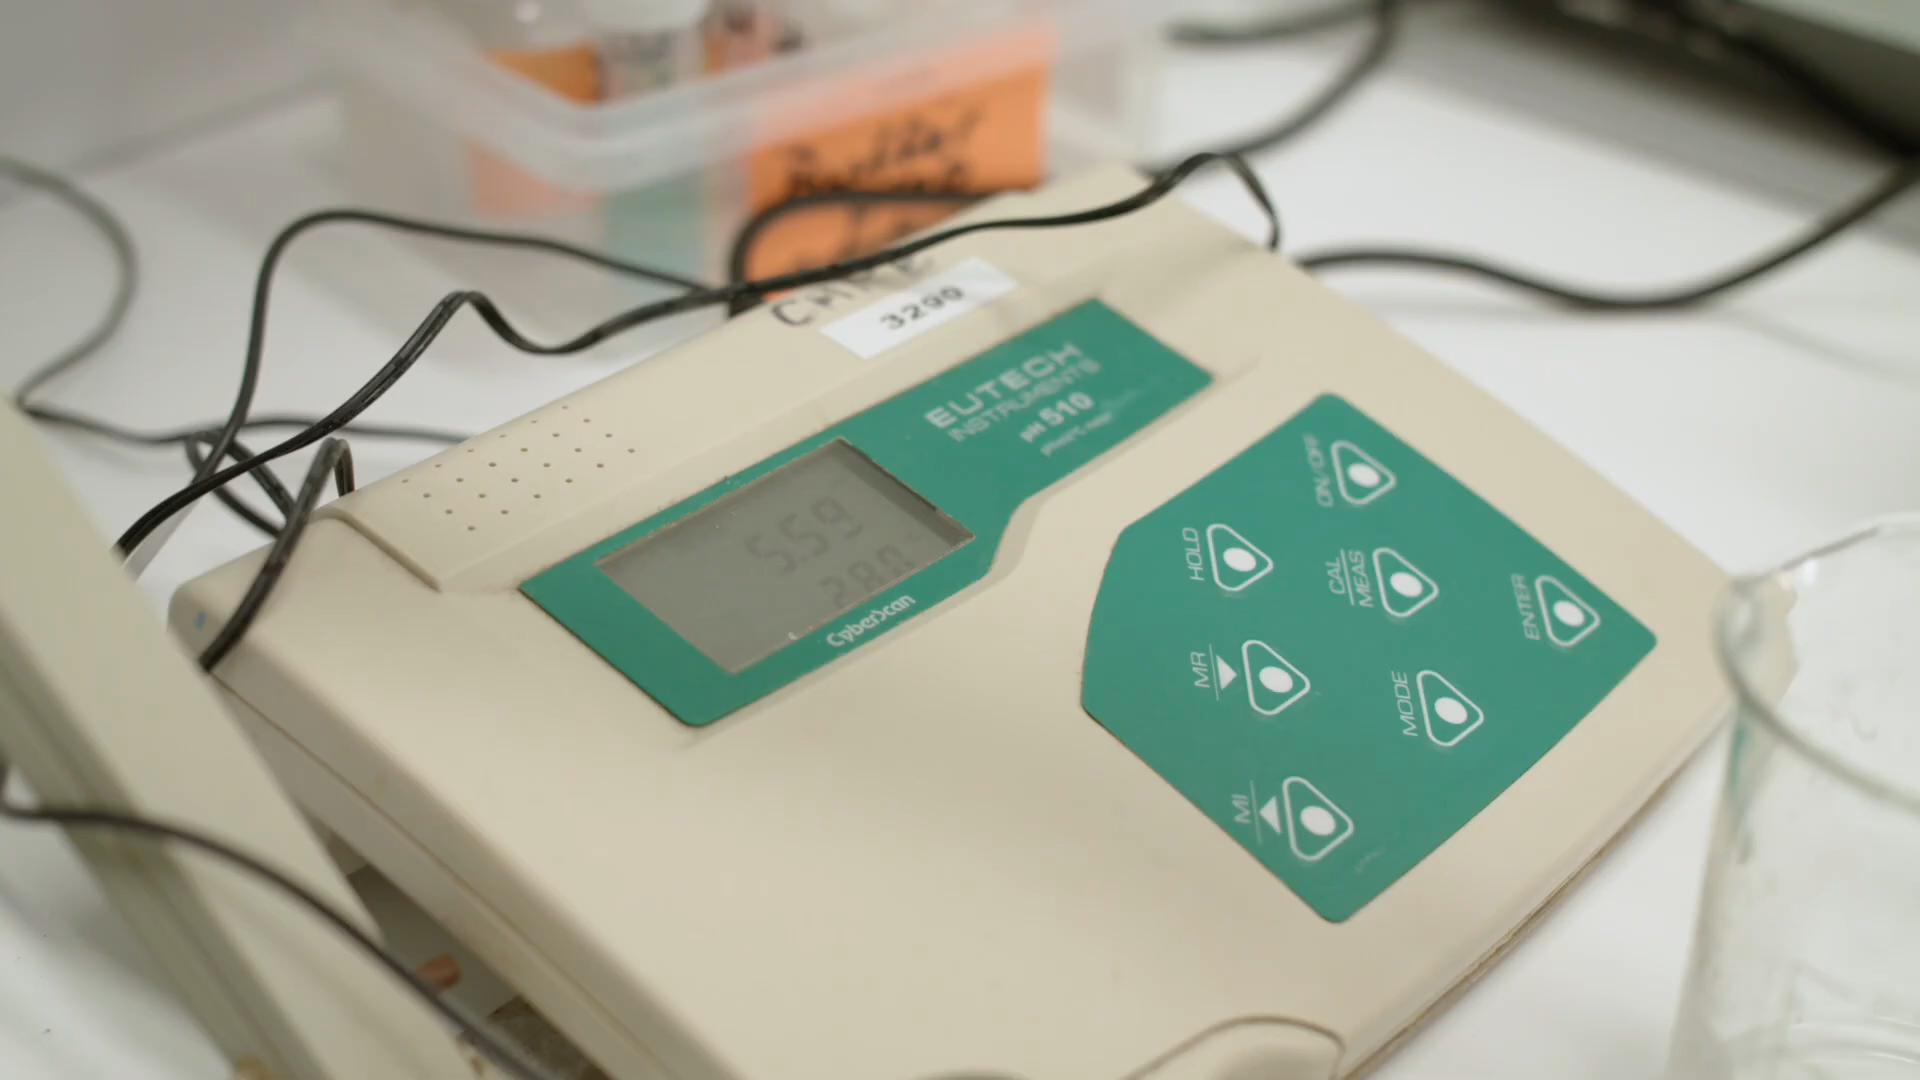 Buffer
3290
EUTECH
INSTRUMENTS
pH 510
5.59
28.0
CyberScan
ON/OFF
HOLD
CAL
MEAS
ENTER
MR
MODE
MI